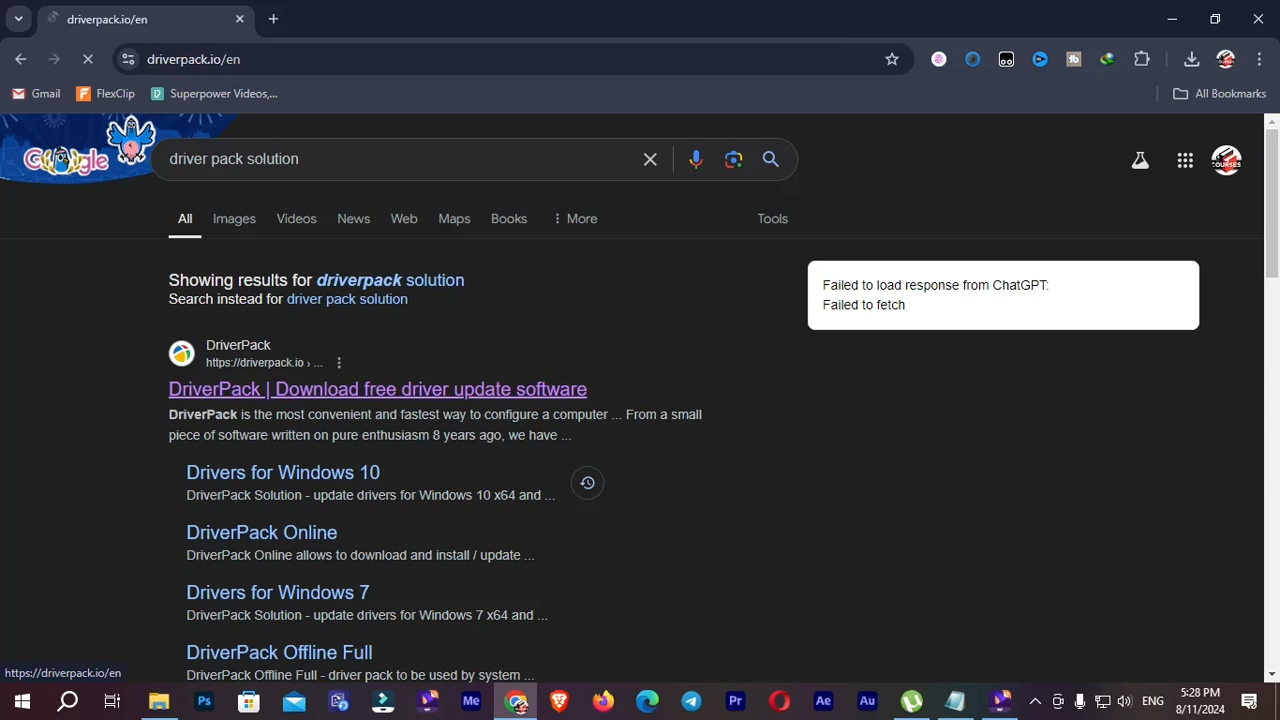 driverpack.io/en
driverpack.io/en
Gmail
FlexClip
Superpower Videos,...
All Bookmarks
Google
driver pack solution
COURSES
All
Images
Videos
News
Web
Maps
Books
More
Tools
Showing results for driverpack solution
Search instead for driver pack solution
Failed to load response from ChatGPT:
Failed to fetch
DriverPack
https://driverpack.io › ...
DriverPack | Download free driver update software
DriverPack is the most convenient and fastest way to configure a computer ... From a small
piece of software written on pure enthusiasm 8 years ago, we have ...
Drivers for Windows 10
DriverPack Solution - update drivers for Windows 10 x64 and ...
DriverPack Online
DriverPack Online allows to download and install / update ...
Drivers for Windows 7
DriverPack Solution - update drivers for Windows 7 x64 and ...
DriverPack Offline Full
DriverPack Offline Full - driver pack to be used by system ...
https://driverpack.io/en
Ps
Me
Pr
Ae
Au
ENG
5:28 PM
8/11/2024